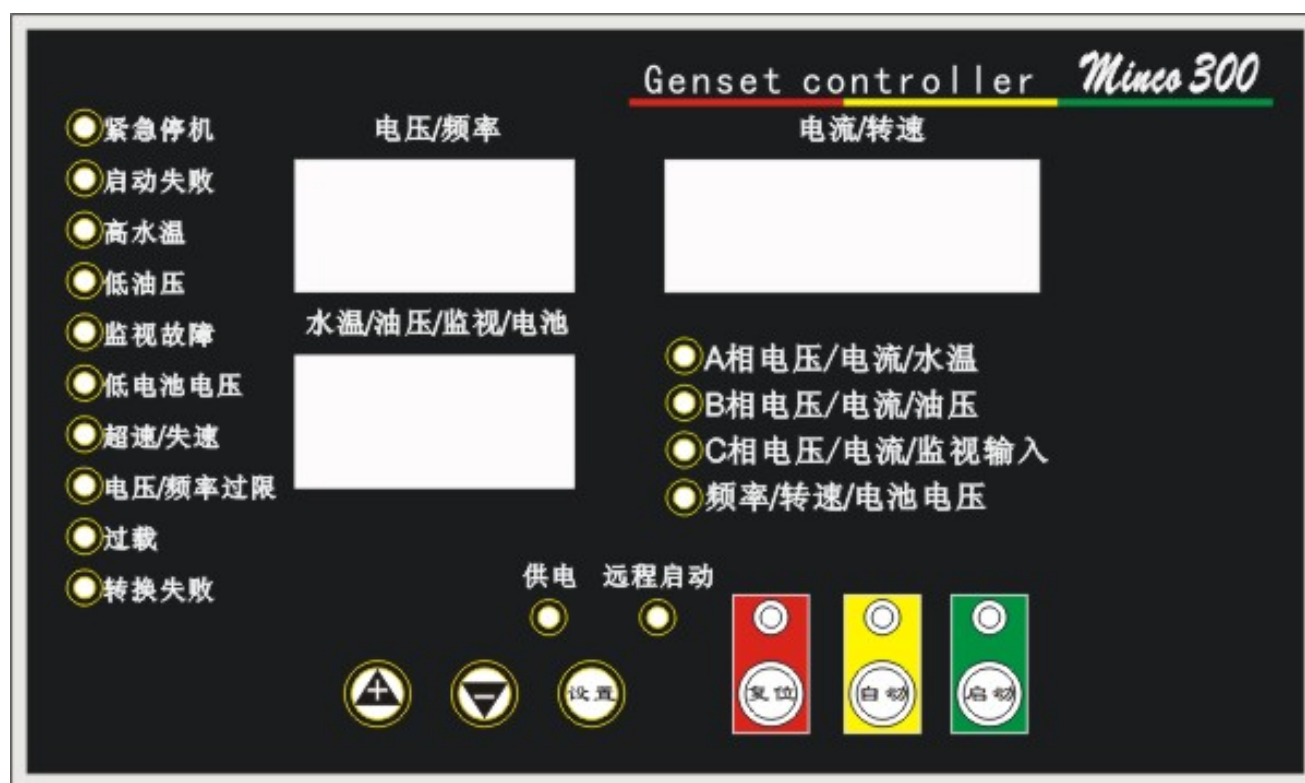 Genset controller Minco 300
紧急停机
启动失败
高水温
低油压
监视故障
低电池电压
超速/失速
电压/频率过限
过载
转换失败
电压/频率
电流/转速
水温/油压/监视/电池
A相电压/电流/水温
B相电压/电流/油压
C相电压/电流/监视输入
频率/转速/电池电压
供电 远程启动
+ − 设置 复位 自动 启动